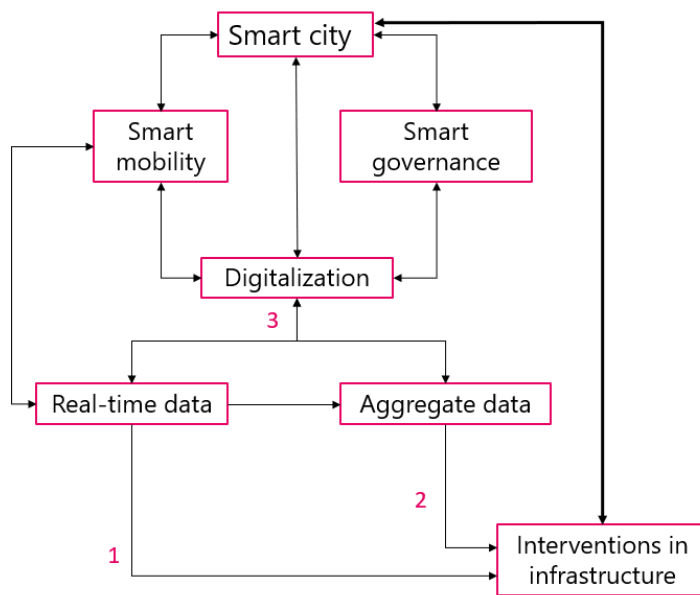 Smart city
Smart
mobility
Smart
governance
Digitalization
3
Real-time data
Aggregate data
2
1
Interventions in
infrastructure